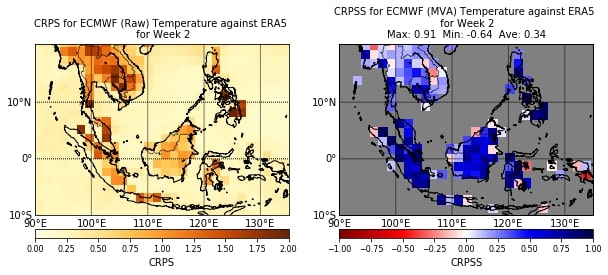 CRPS for ECMWF (Raw) Temperature against ERA5
for Week 2
10°N
0°
10°S
90°E 100°E 110°E 120°E 130°E
0.00 0.25 0.50 0.75 1.00 1.25 1.50 1.75 2.00
CRPS
CRPSS for ECMWF (MVA) Temperature against ERA5
for Week 2
Max: 0.91 Min: -0.64 Ave: 0.34
10°N
0°
10°S
90°E 100°E 110°E 120°E 130°E
−1.00 −0.75 −0.50 −0.25 0.00 0.25 0.50 0.75 1.00
CRPSS